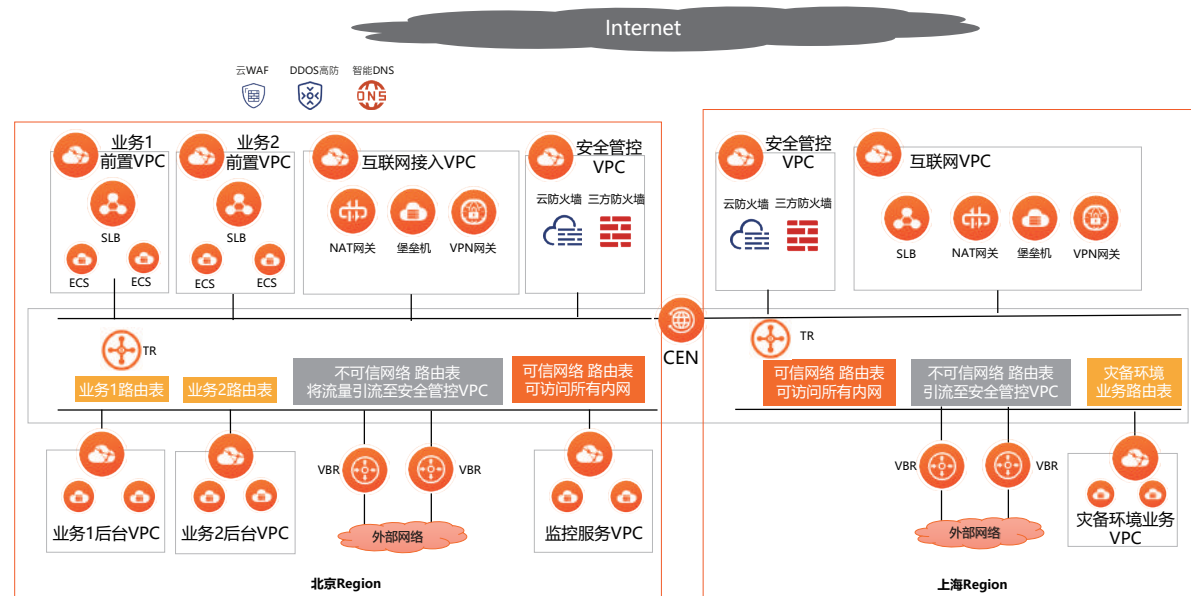 Internet
云WAF
DDOS高防
智能DNS
DNS
业务1
前置VPC
SLB
ECS
ECS
业务2
前置VPC
SLB
ECS
ECS
互联网接入VPC
NAT网关
堡垒机
VPN网关
安全管控
VPC
云防火墙
三方防火墙
安全管控
VPC
云防火墙
三方防火墙
互联网VPC
SLB
NAT网关
堡垒机
VPN网关
CEN
TR
业务1路由表
业务2路由表
不可信网络 路由表
将流量引流至安全管控VPC
可信网络 路由表
可访问所有内网
TR
可信网络 路由表
可访问所有内网
不可信网络 路由表
引流至安全管控VPC
灾备环境
业务路由表
业务1后台VPC
业务2后台VPC
VBR
VBR
外部网络
监控服务VPC
VBR
VBR
外部网络
灾备环境业务
VPC
北京Region
上海Region